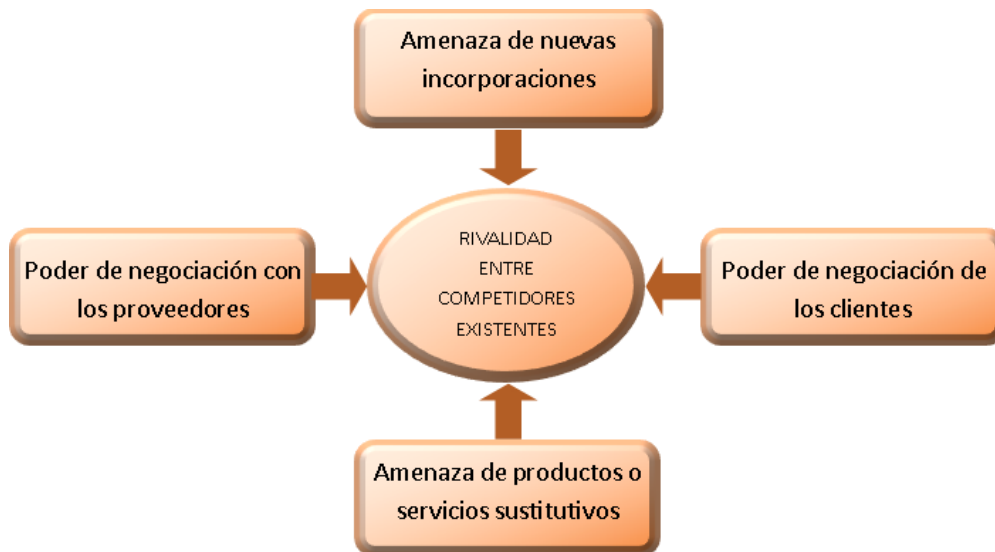 Amenaza de nuevas
incorporaciones
Poder de negociación con
los proveedores
RIVALIDAD
ENTRE
COMPETIDORES
EXISTENTES
Poder de negociación de
los clientes
Amenaza de productos o
servicios sustitutivos